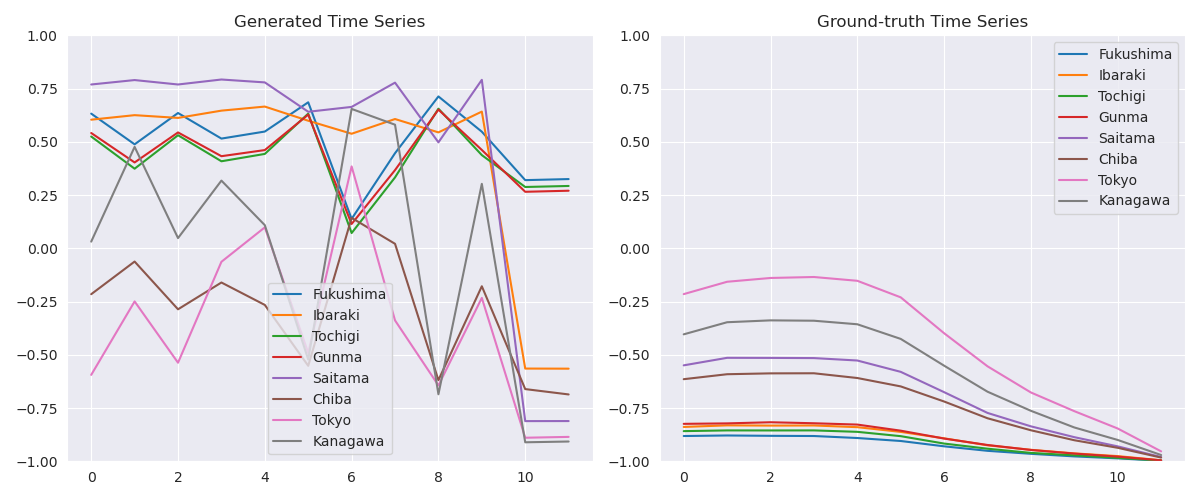 Generated Time Series
1.00
0.75
0.50
0.25
0.00
−0.25
−0.50
−0.75
−1.00
0 2 4 6 8 10
Fukushima
Ibaraki
Tochigi
Gunma
Saitama
Chiba
Tokyo
Kanagawa
Ground-truth Time Series
1.00
0.75
0.50
0.25
0.00
−0.25
−0.50
−0.75
−1.00
0 2 4 6 8 10
Fukushima
Ibaraki
Tochigi
Gunma
Saitama
Chiba
Tokyo
Kanagawa